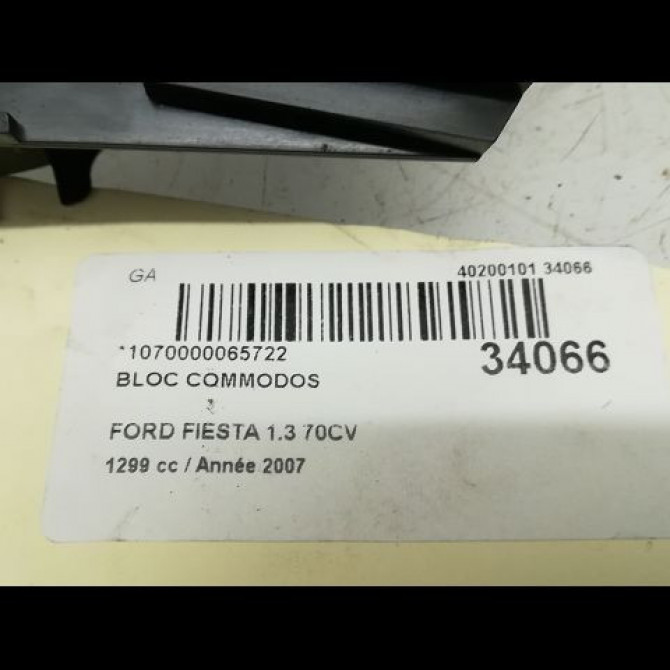 GA
40200101 34066
*1070000065722
34066
BLOC COMMODOS
FORD FIESTA 1.3 70CV
1299 cc / Année 2007